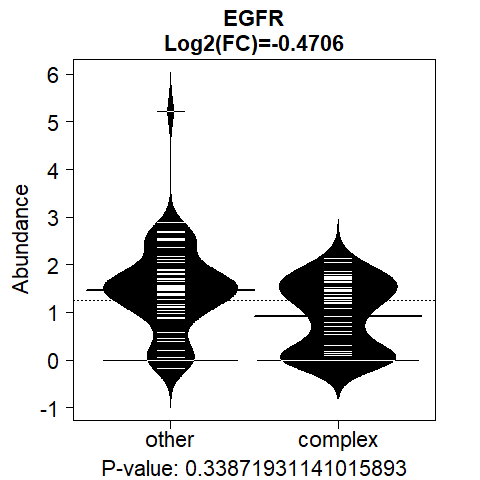 EGFR
Log2(FC)=-0.4706
Abundance
6
5
4
3
2
1
0
-1
other complex
P-value: 0.33871931141015893